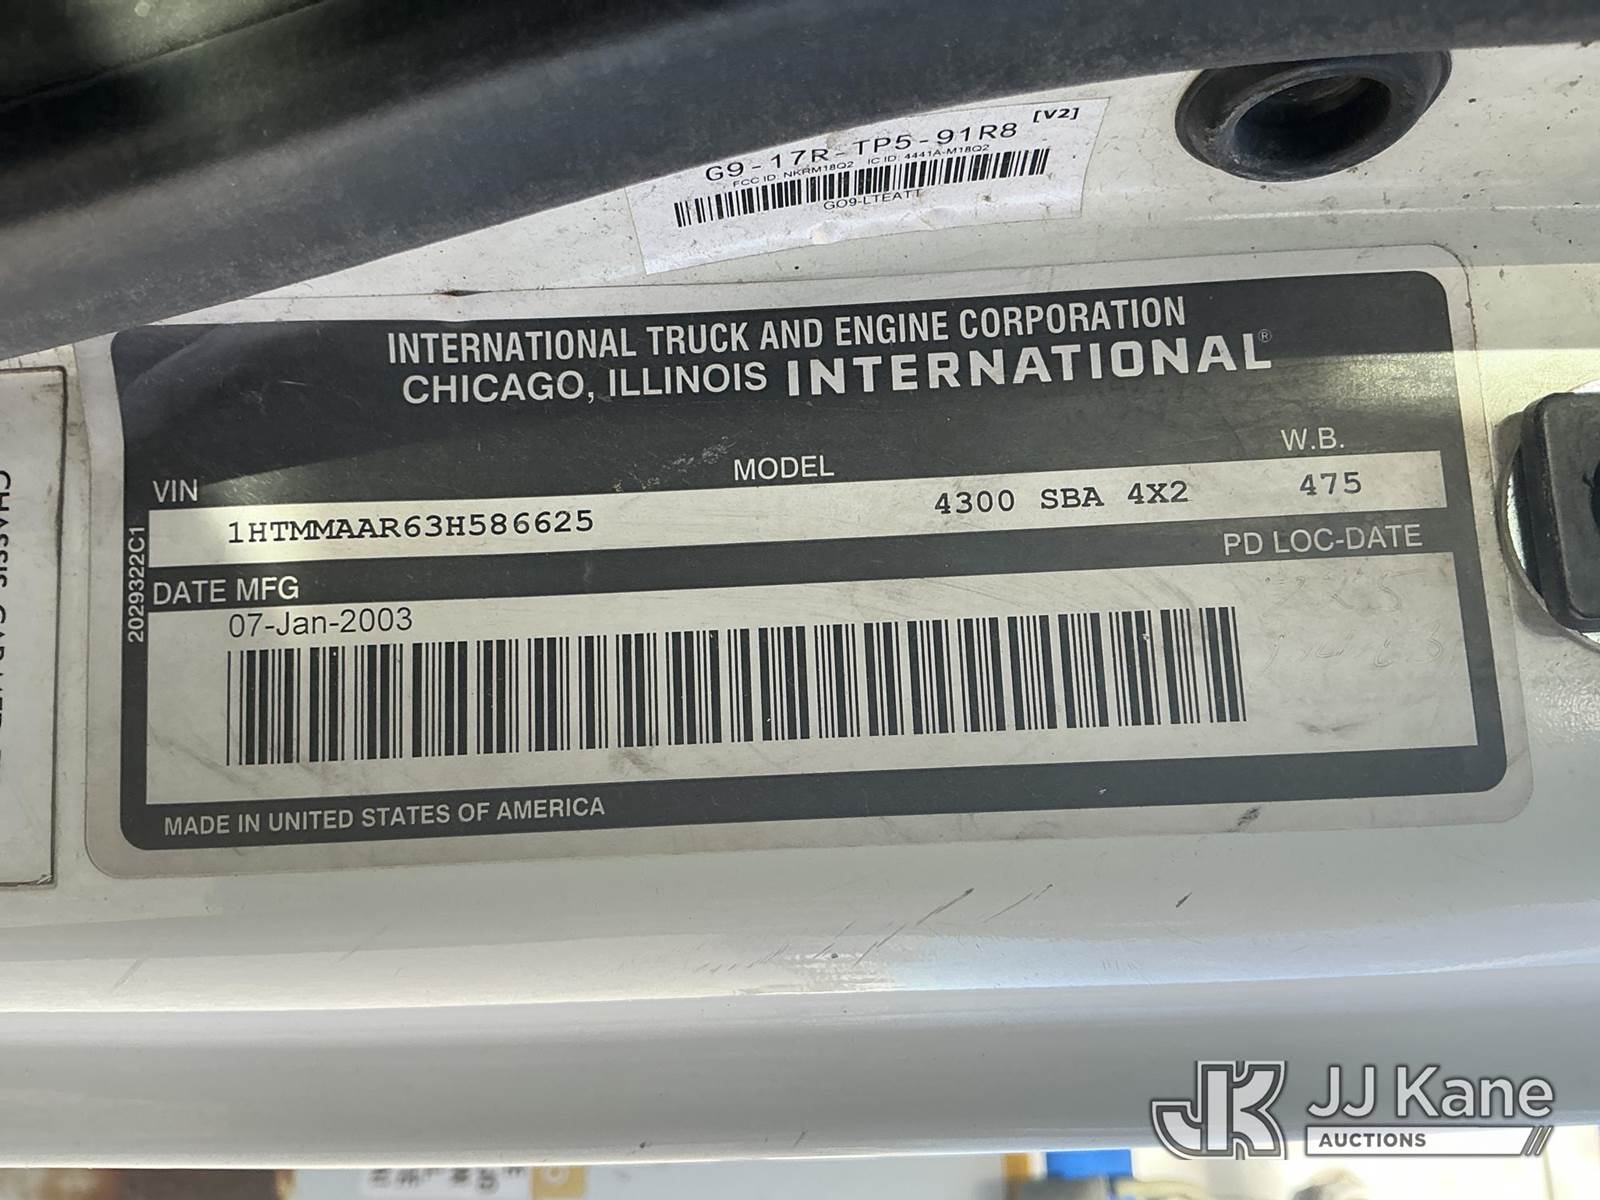 [V2]
G9-17R-TP5-91R8
FCC ID: NKRM18Q2 IC ID: 4441A-M18Q2
GO9-LTEATT
INTERNATIONAL TRUCK AND ENGINE CORPORATION
CHICAGO, ILLINOIS INTERNATIONAL®
VIN MODEL W.B.
1HTMMAAR63H586625 4300 SBA 4X2 475
DATE MFG PD LOC-DATE
07-Jan-2003
2029322C1
MADE IN UNITED STATES OF AMERICA
JJ Kane
AUCTIONS